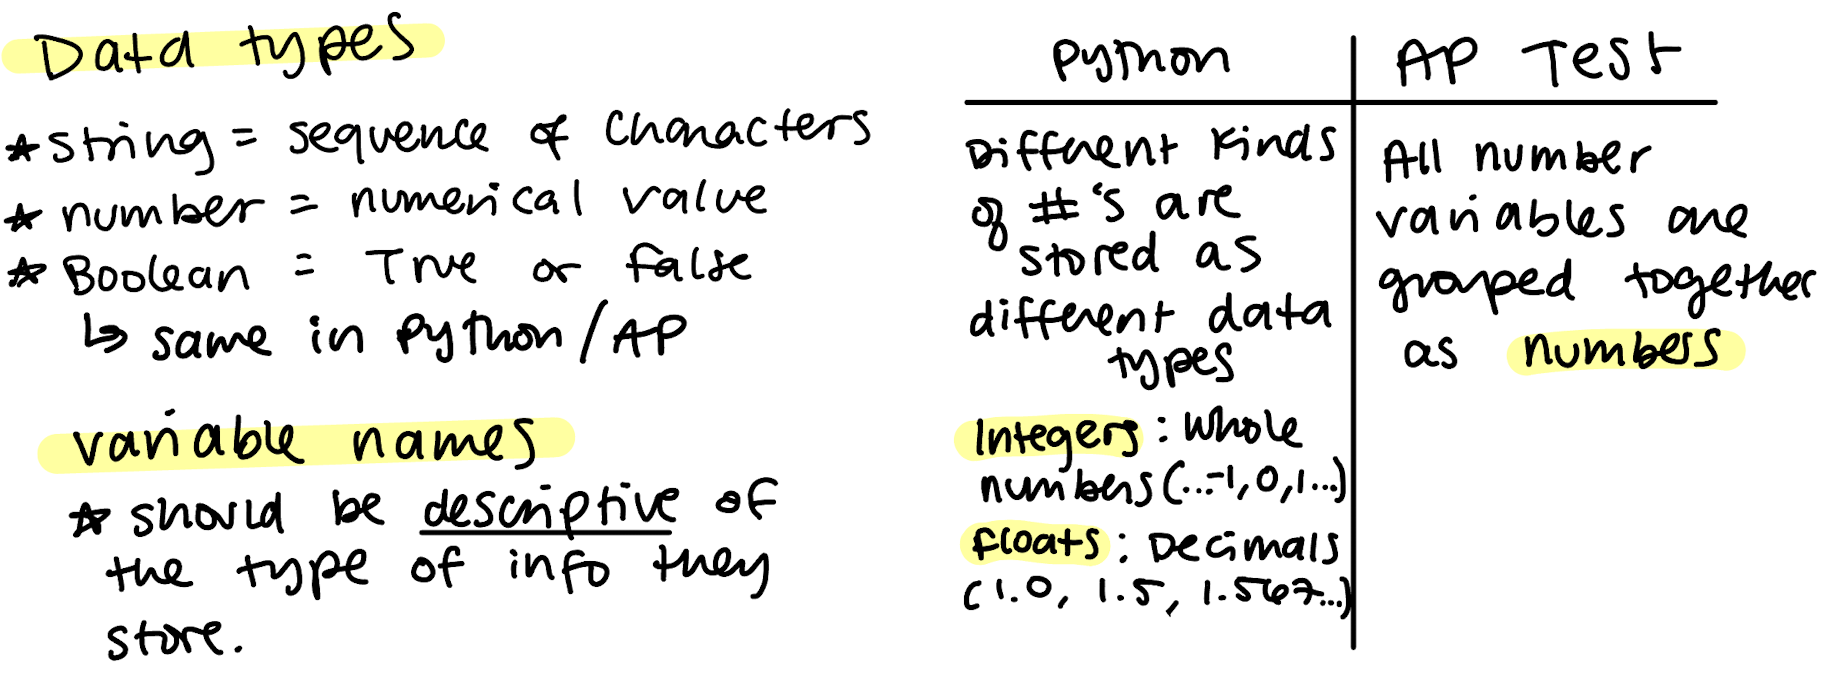 Data types
*string = sequence of characters
* number = numerical value
* Boolean = True or false
↳ same in Python/AP
variable names
* should be descriptive of
the type of info they
store.
Python
Different kinds
of #'s are
stored as
different data
types
Integers: whole
numbers(...-1,0,1...)
floats: Decimals
(1.0, 1.5, 1.567...)
AP Test
All number
variables are
grouped together
as numbers